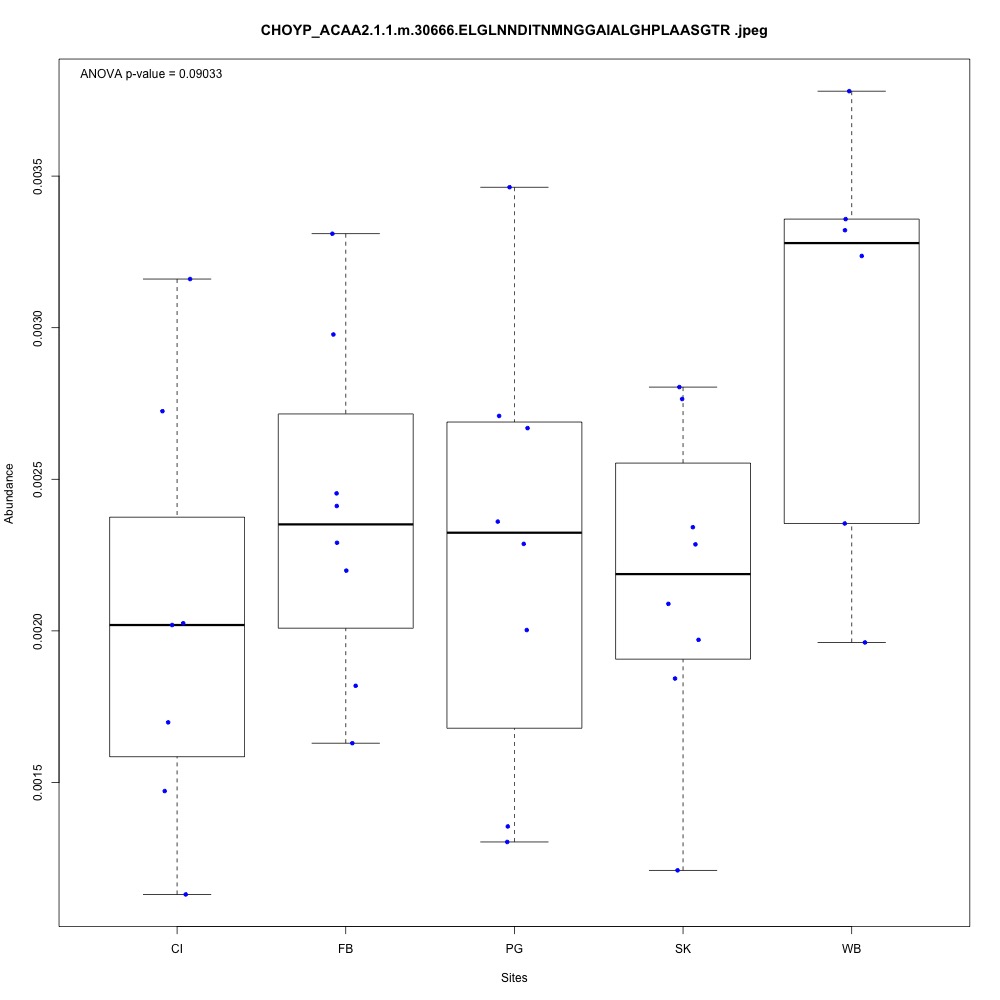 CHOYP_ACAA2.1.1.m.30666.ELGLNNDITNMNGGAIALGHPLAASGTR .jpeg
ANOVA p-value = 0.09033
0.0035
0.0030
0.0025
0.0020
0.0015
Abundance
CI FB PG SK WB
Sites